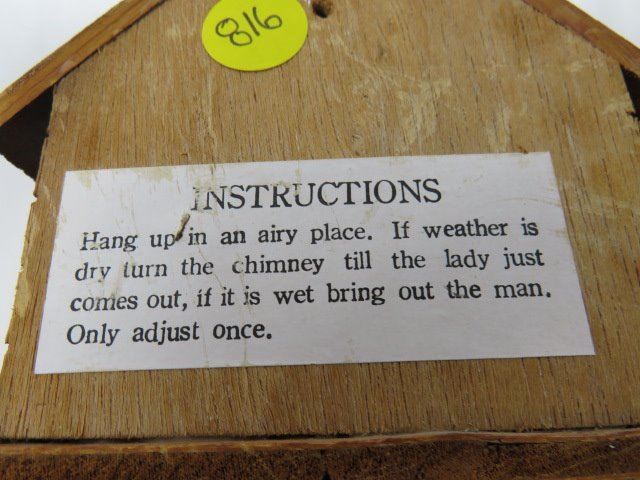 816
INSTRUCTIONS
Hang up in an airy place. If weather is
dry turn the chimney till the lady just
comes out, if it is wet bring out the man.
Only adjust once.